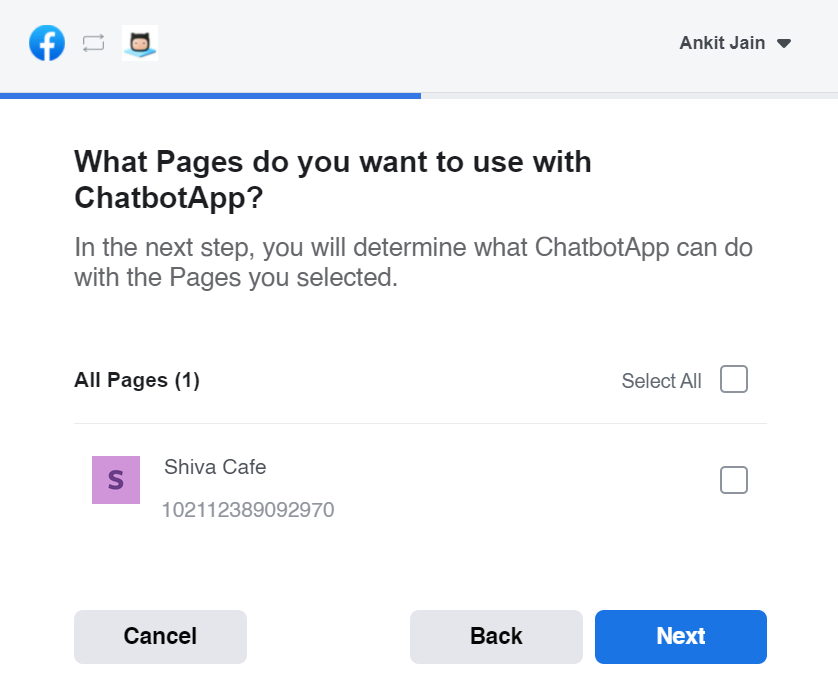 Ankit Jain
What Pages do you want to use with
ChatbotApp?
In the next step, you will determine what ChatbotApp can do
with the Pages you selected.
All Pages (1)
Select All
S
Shiva Cafe
102112389092970
Cancel
Back
Next